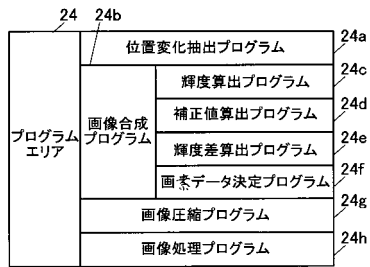 24
24b
位置変化抽出プログラム
24a
輝度算出プログラム
24c
補正値算出プログラム
24d
プログラム
エリア
画像合成
プログラム
輝度差算出プログラム
24e
画素データ決定プログラム
24f
画像圧縮プログラム
24g
画像処理プログラム
24h